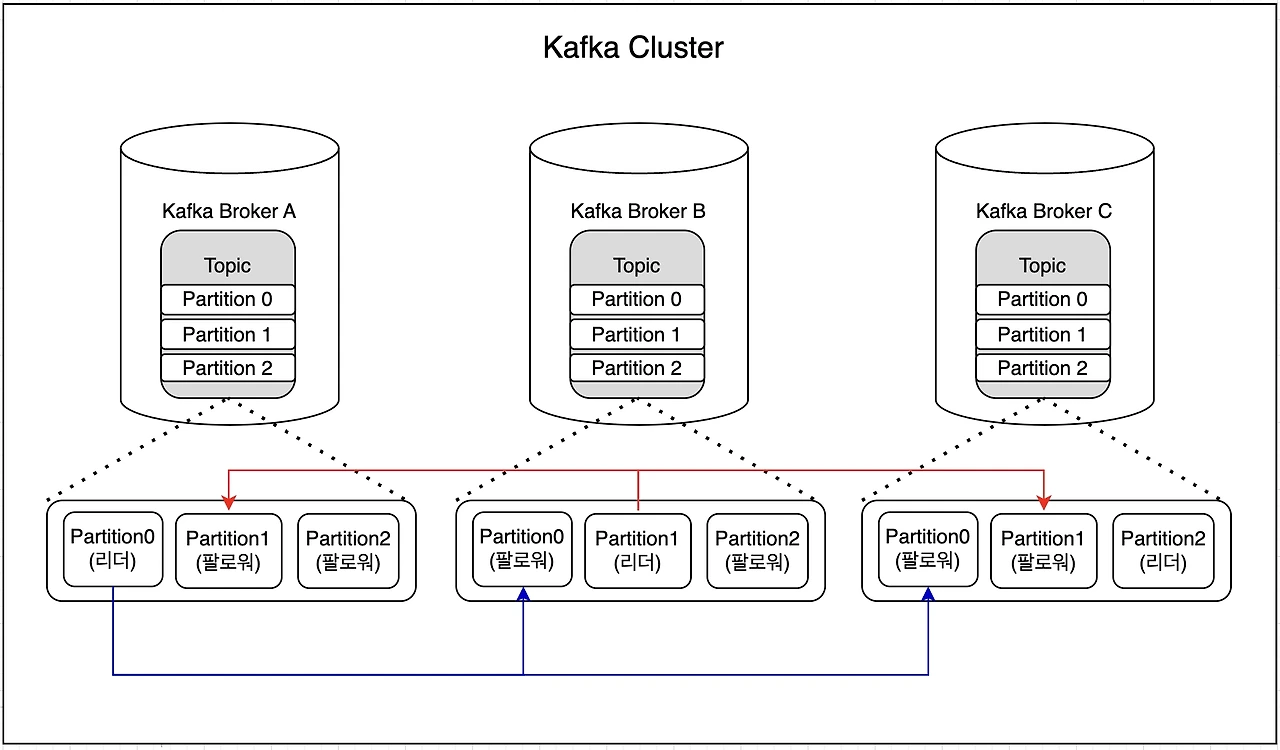 Kafka Cluster
Kafka Broker A
Topic
Partition 0
Partition 1
Partition 2
Kafka Broker B
Topic
Partition 0
Partition 1
Partition 2
Kafka Broker C
Topic
Partition 0
Partition 1
Partition 2
Partition0
(리더)
Partition1
(팔로워)
Partition2
(팔로워)
Partition0
(팔로워)
Partition1
(리더)
Partition2
(팔로워)
Partition0
(팔로워)
Partition1
(팔로워)
Partition2
(리더)